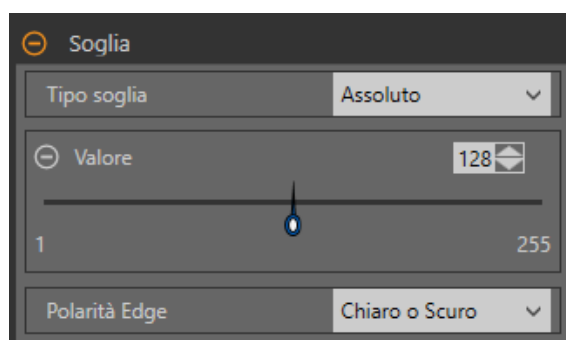 Soglia
Tipo soglia Assoluto
Valore 128
1 255
Polarità Edge Chiaro o Scuro